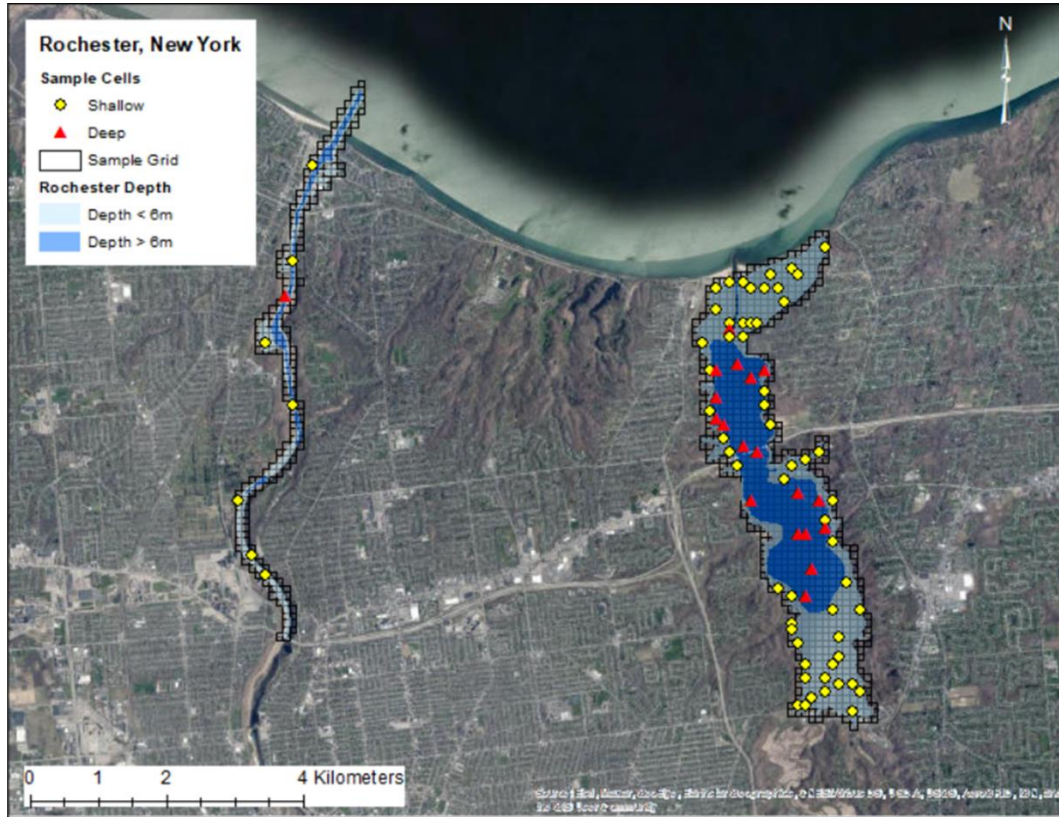 Rochester, New York
Sample Cells
Shallow
Deep
Sample Grid
Rochester Depth
Depth < 6m
Depth > 6m
N
0 1 2 4 Kilometers